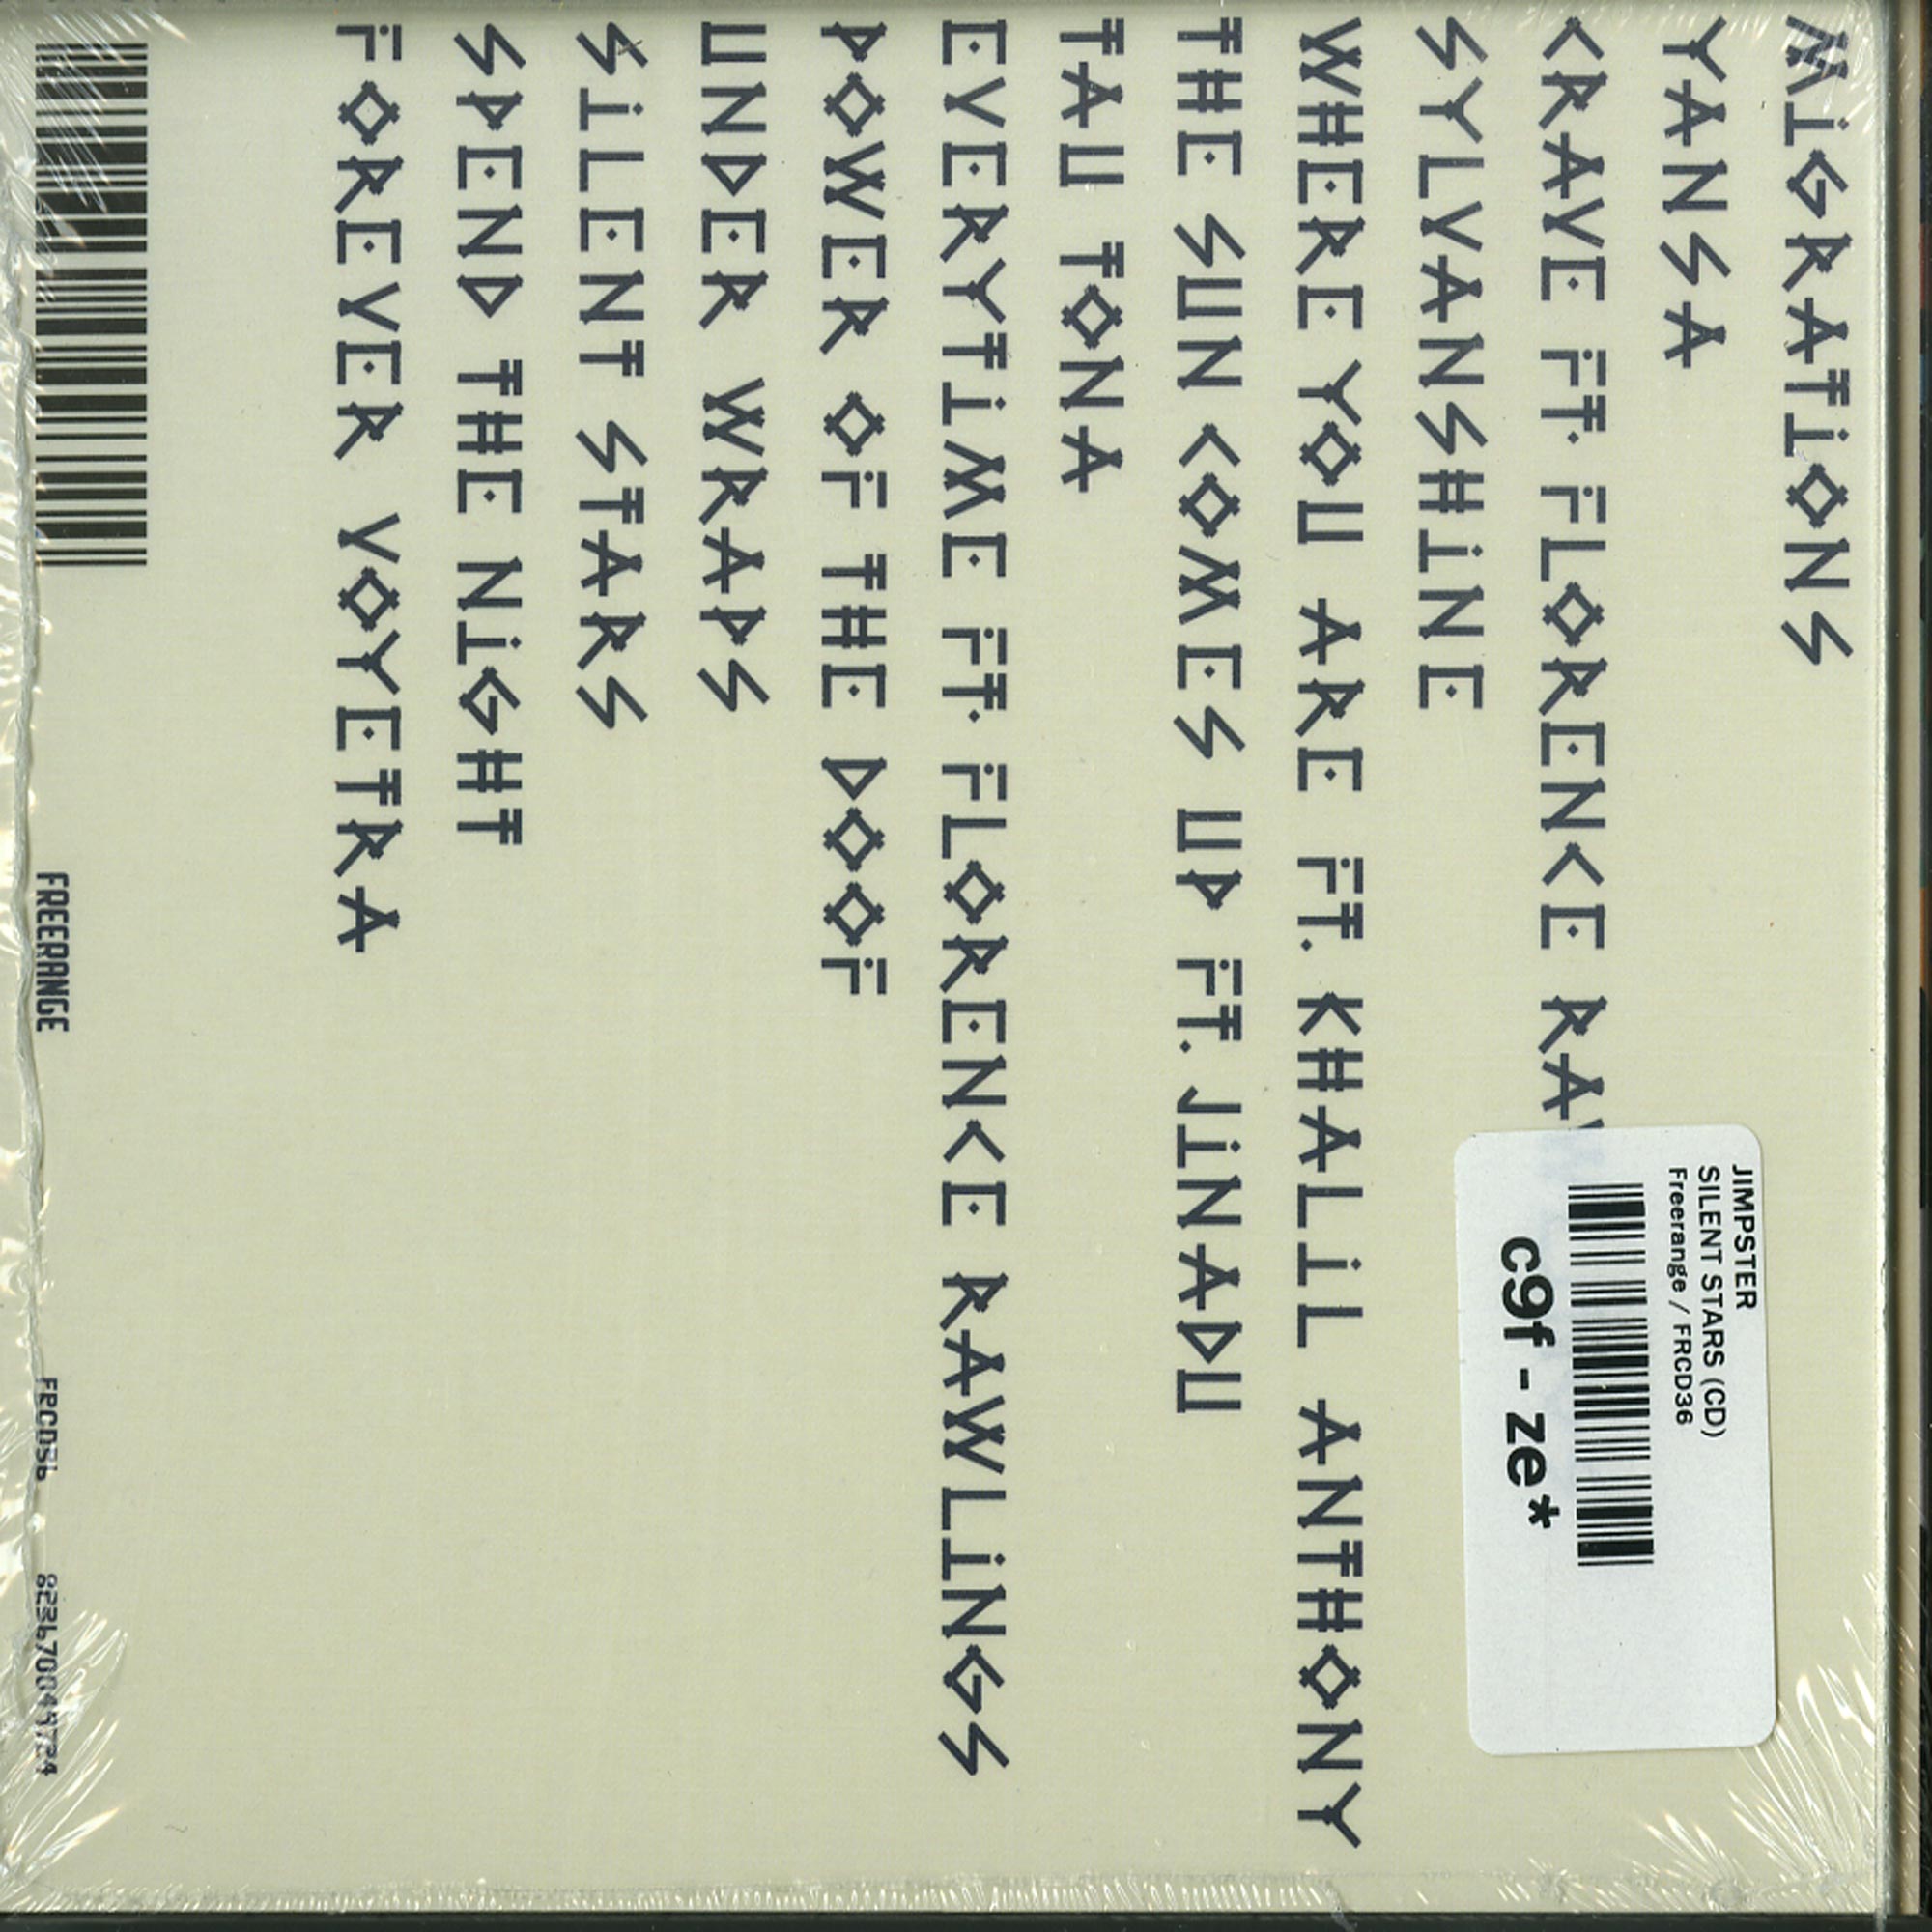 MIGRATIONS
YANSA
CRAVE FT. FLORENCE
SYLVANSHINE
WHERE YOU ARE FT. KHALIL ANTHONY
THE SUN COMES UP FT. JINADU
TAU TONA
EVERYTIME FT. FLORENCE RAWLINGS
POWER OF THE DOOF
UNDER WRAPS
SILENT STARS
SPEND THE NIGHT
FOREVER VOYETRA
JIMPSTER
SILENT STARS (CD)
Freerange / FRCD36
c9f - ze*
FREERANGE
FRCD36